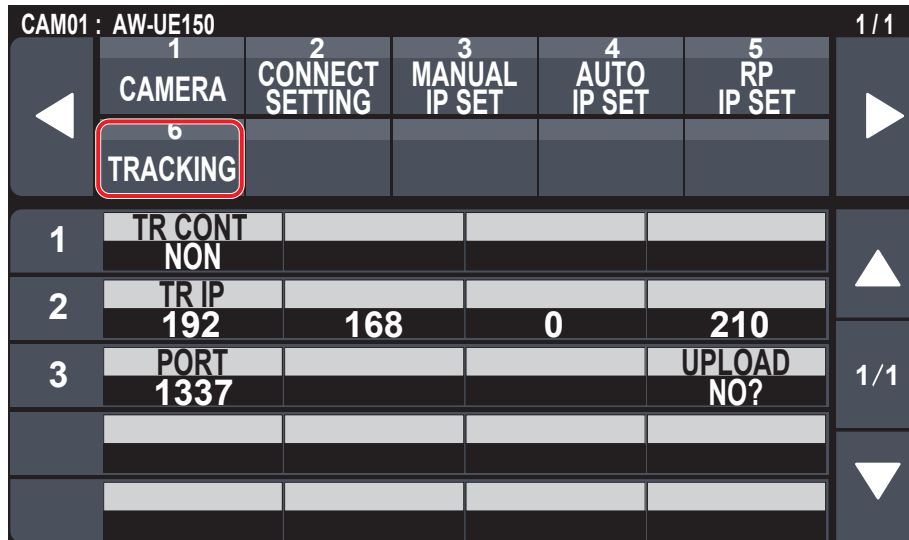 CAM01 : AW-UE150 1 / 1
1 2 3 4 5
CAMERA CONNECT SETTING MANUAL IP SET AUTO IP SET RP IP SET
6
TRACKING
1 TR CONT
NON
2 TR IP
192 168 0 210
3 PORT UPLOAD
1337 NO?
1/1